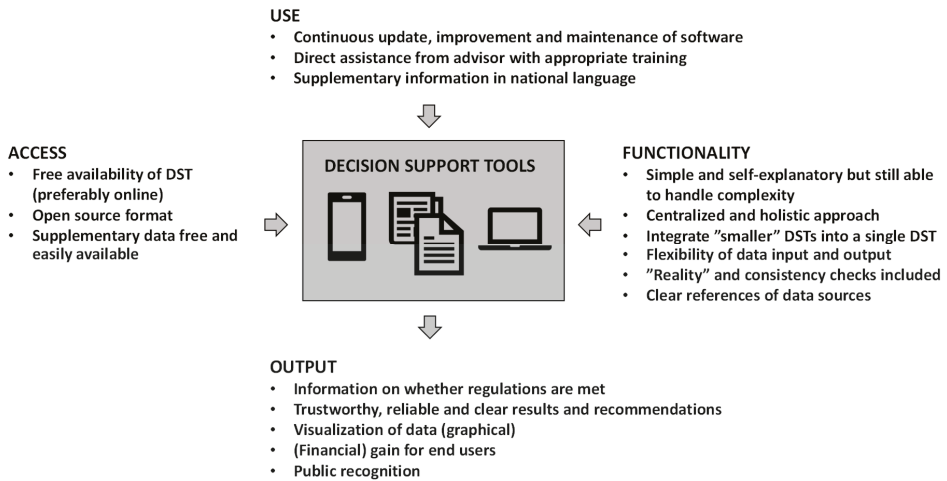 USE
• Continuous update, improvement and maintenance of software
• Direct assistance from advisor with appropriate training
• Supplementary information in national language
ACCESS
• Free availability of DST
(preferably online)
• Open source format
• Supplementary data free and
easily available
DECISION SUPPORT TOOLS
FUNCTIONALITY
• Simple and self-explanatory but still able
to handle complexity
• Centralized and holistic approach
• Integrate ”smaller” DSTs into a single DST
• Flexibility of data input and output
• ”Reality” and consistency checks included
• Clear references of data sources
OUTPUT
• Information on whether regulations are met
• Trustworthy, reliable and clear results and recommendations
• Visualization of data (graphical)
• (Financial) gain for end users
• Public recognition